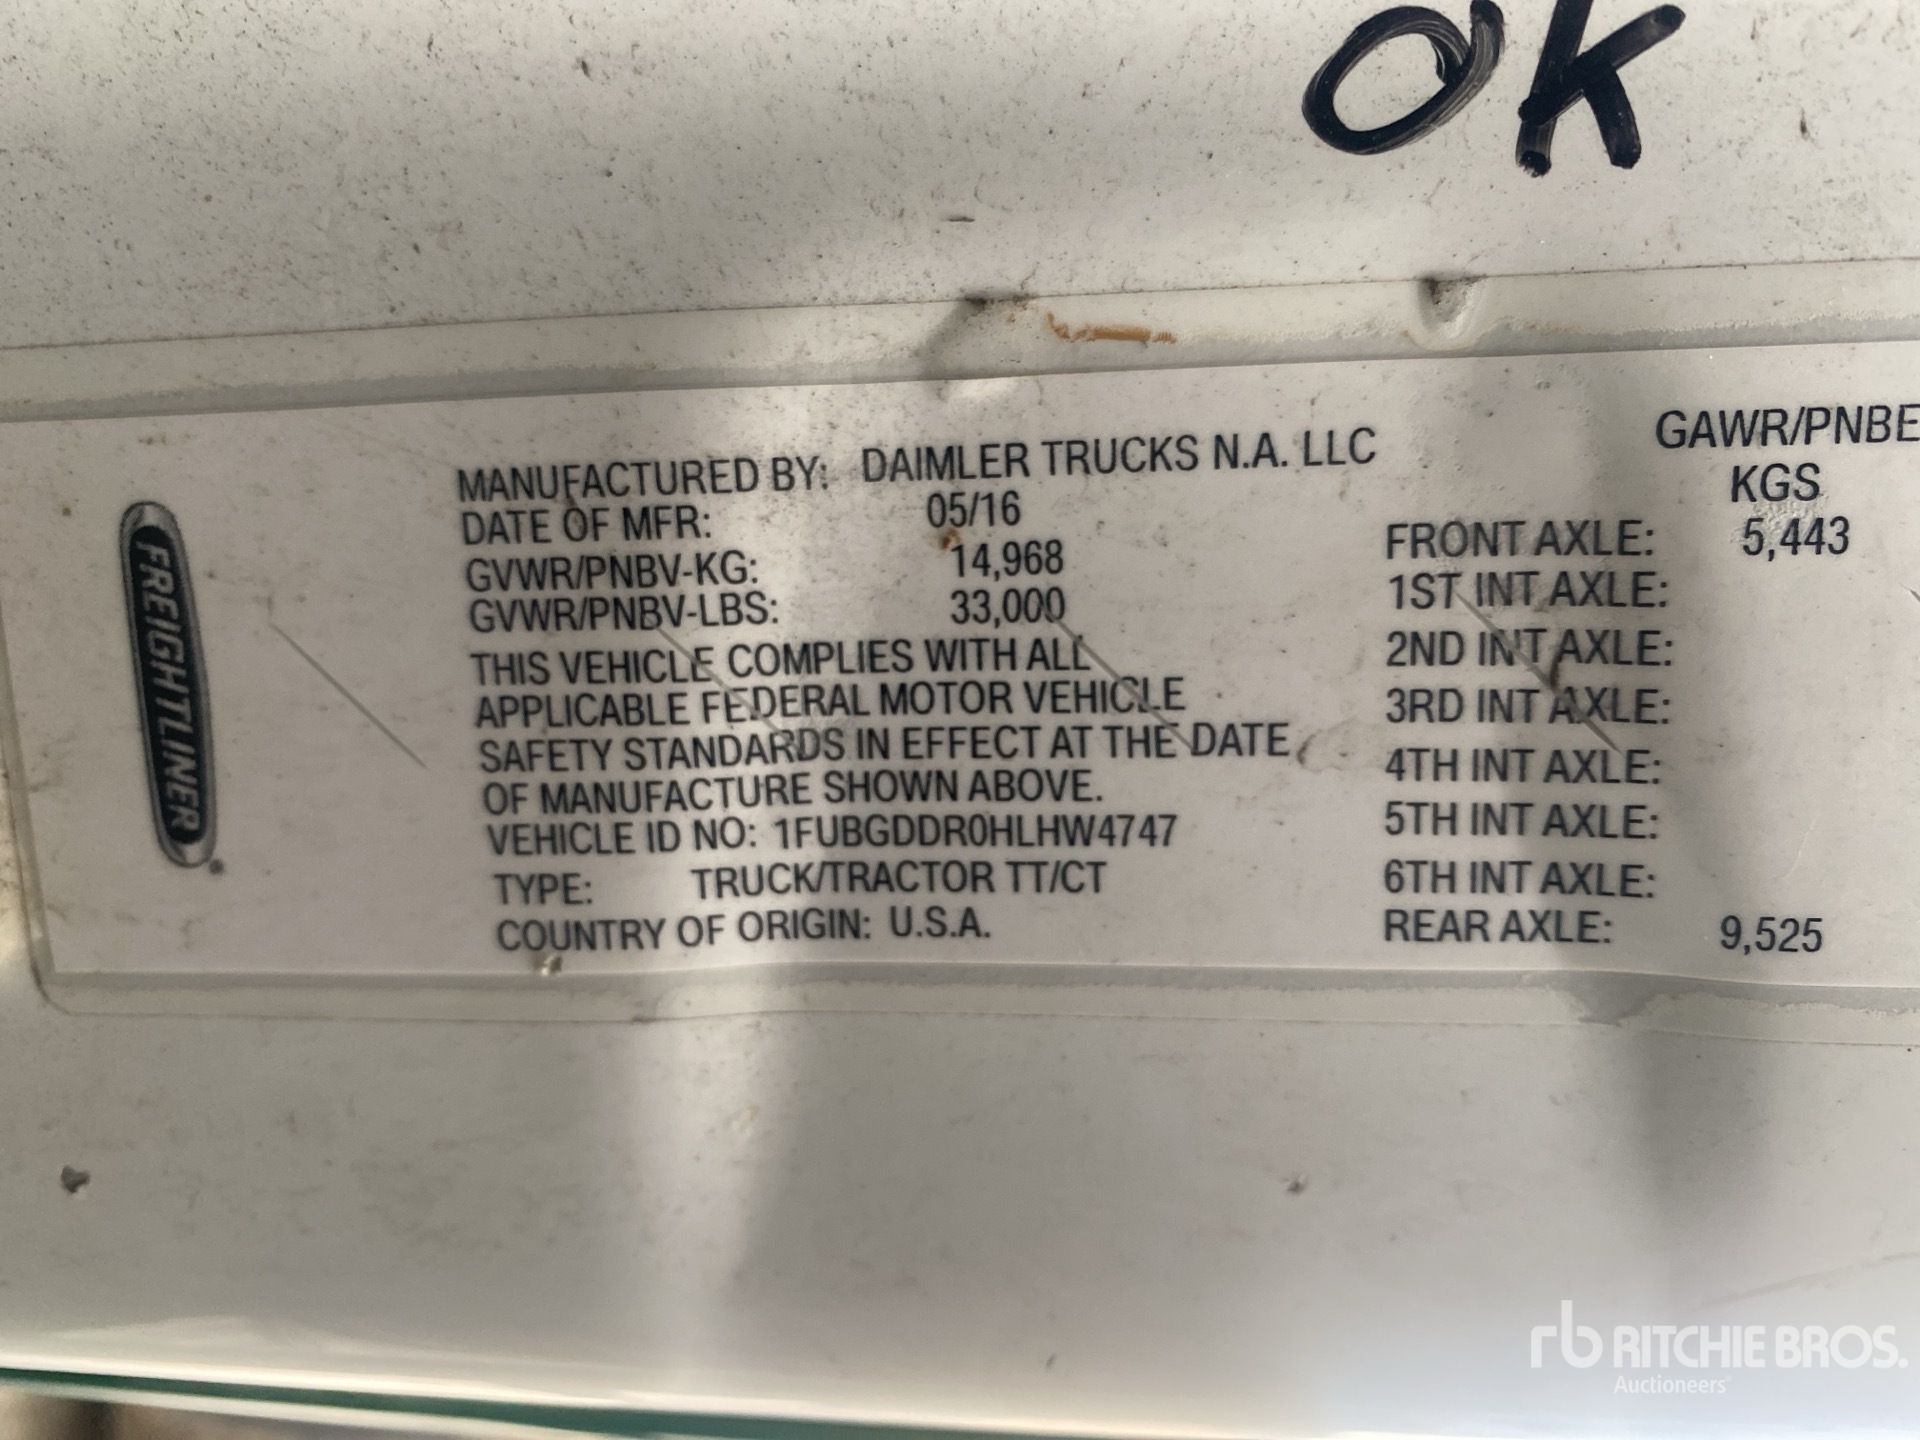 OK
FREIGHTLINER
MANUFACTURED BY: DAIMLER TRUCKS N.A. LLC
DATE OF MFR: 05/16
GVWR/PNBV-KG: 14,968
GVWR/PNBV-LBS: 33,000
THIS VEHICLE COMPLIES WITH ALL
APPLICABLE FEDERAL MOTOR VEHICLE
SAFETY STANDARDS IN EFFECT AT THE DATE
OF MANUFACTURE SHOWN ABOVE.
VEHICLE ID NO: 1FUBGDDR0HLHW4747
TYPE: TRUCK/TRACTOR TT/CT
COUNTRY OF ORIGIN: U.S.A.
GAWR/PNBE
KGS
FRONT AXLE: 5,443
1ST INT AXLE:
2ND INT AXLE:
3RD INT AXLE:
4TH INT AXLE:
5TH INT AXLE:
6TH INT AXLE:
REAR AXLE: 9,525
rb RITCHIE BROS.
Auctioneers